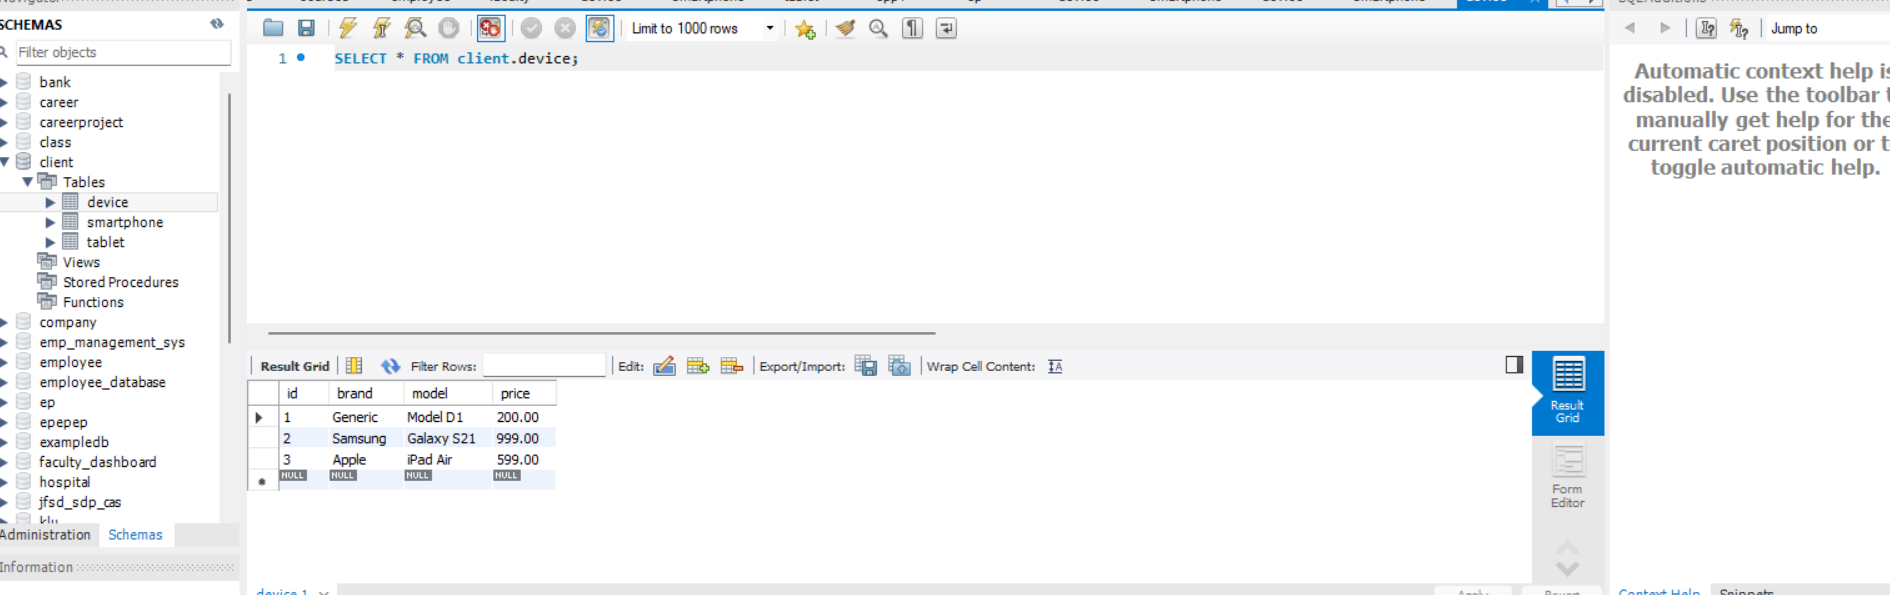 SCHEMAS
Filter objects
bank
career
careerproject
class
client
Tables
device
smartphone
tablet
Views
Stored Procedures
Functions
company
emp_management_sys
employee
employee_database
ep
epepep
exampledb
faculty_dashboard
hospital
jfsd_sdp_cas
klu
Administration Schemas
Information
Limit to 1000 rows
1 SELECT * FROM client.device;
Result Grid Filter Rows: Edit: Export/Import: Wrap Cell Content:
id brand model price
1 Generic Model D1 200.00
2 Samsung Galaxy S21 999.00
3 Apple iPad Air 599.00
NULL NULL NULL NULL
Result
Grid
Form
Editor
device 1
Apply Revert
Jump to
Automatic context help is
disabled. Use the toolbar
manually get help for the
current caret position or
toggle automatic help.
Context Help Snippets